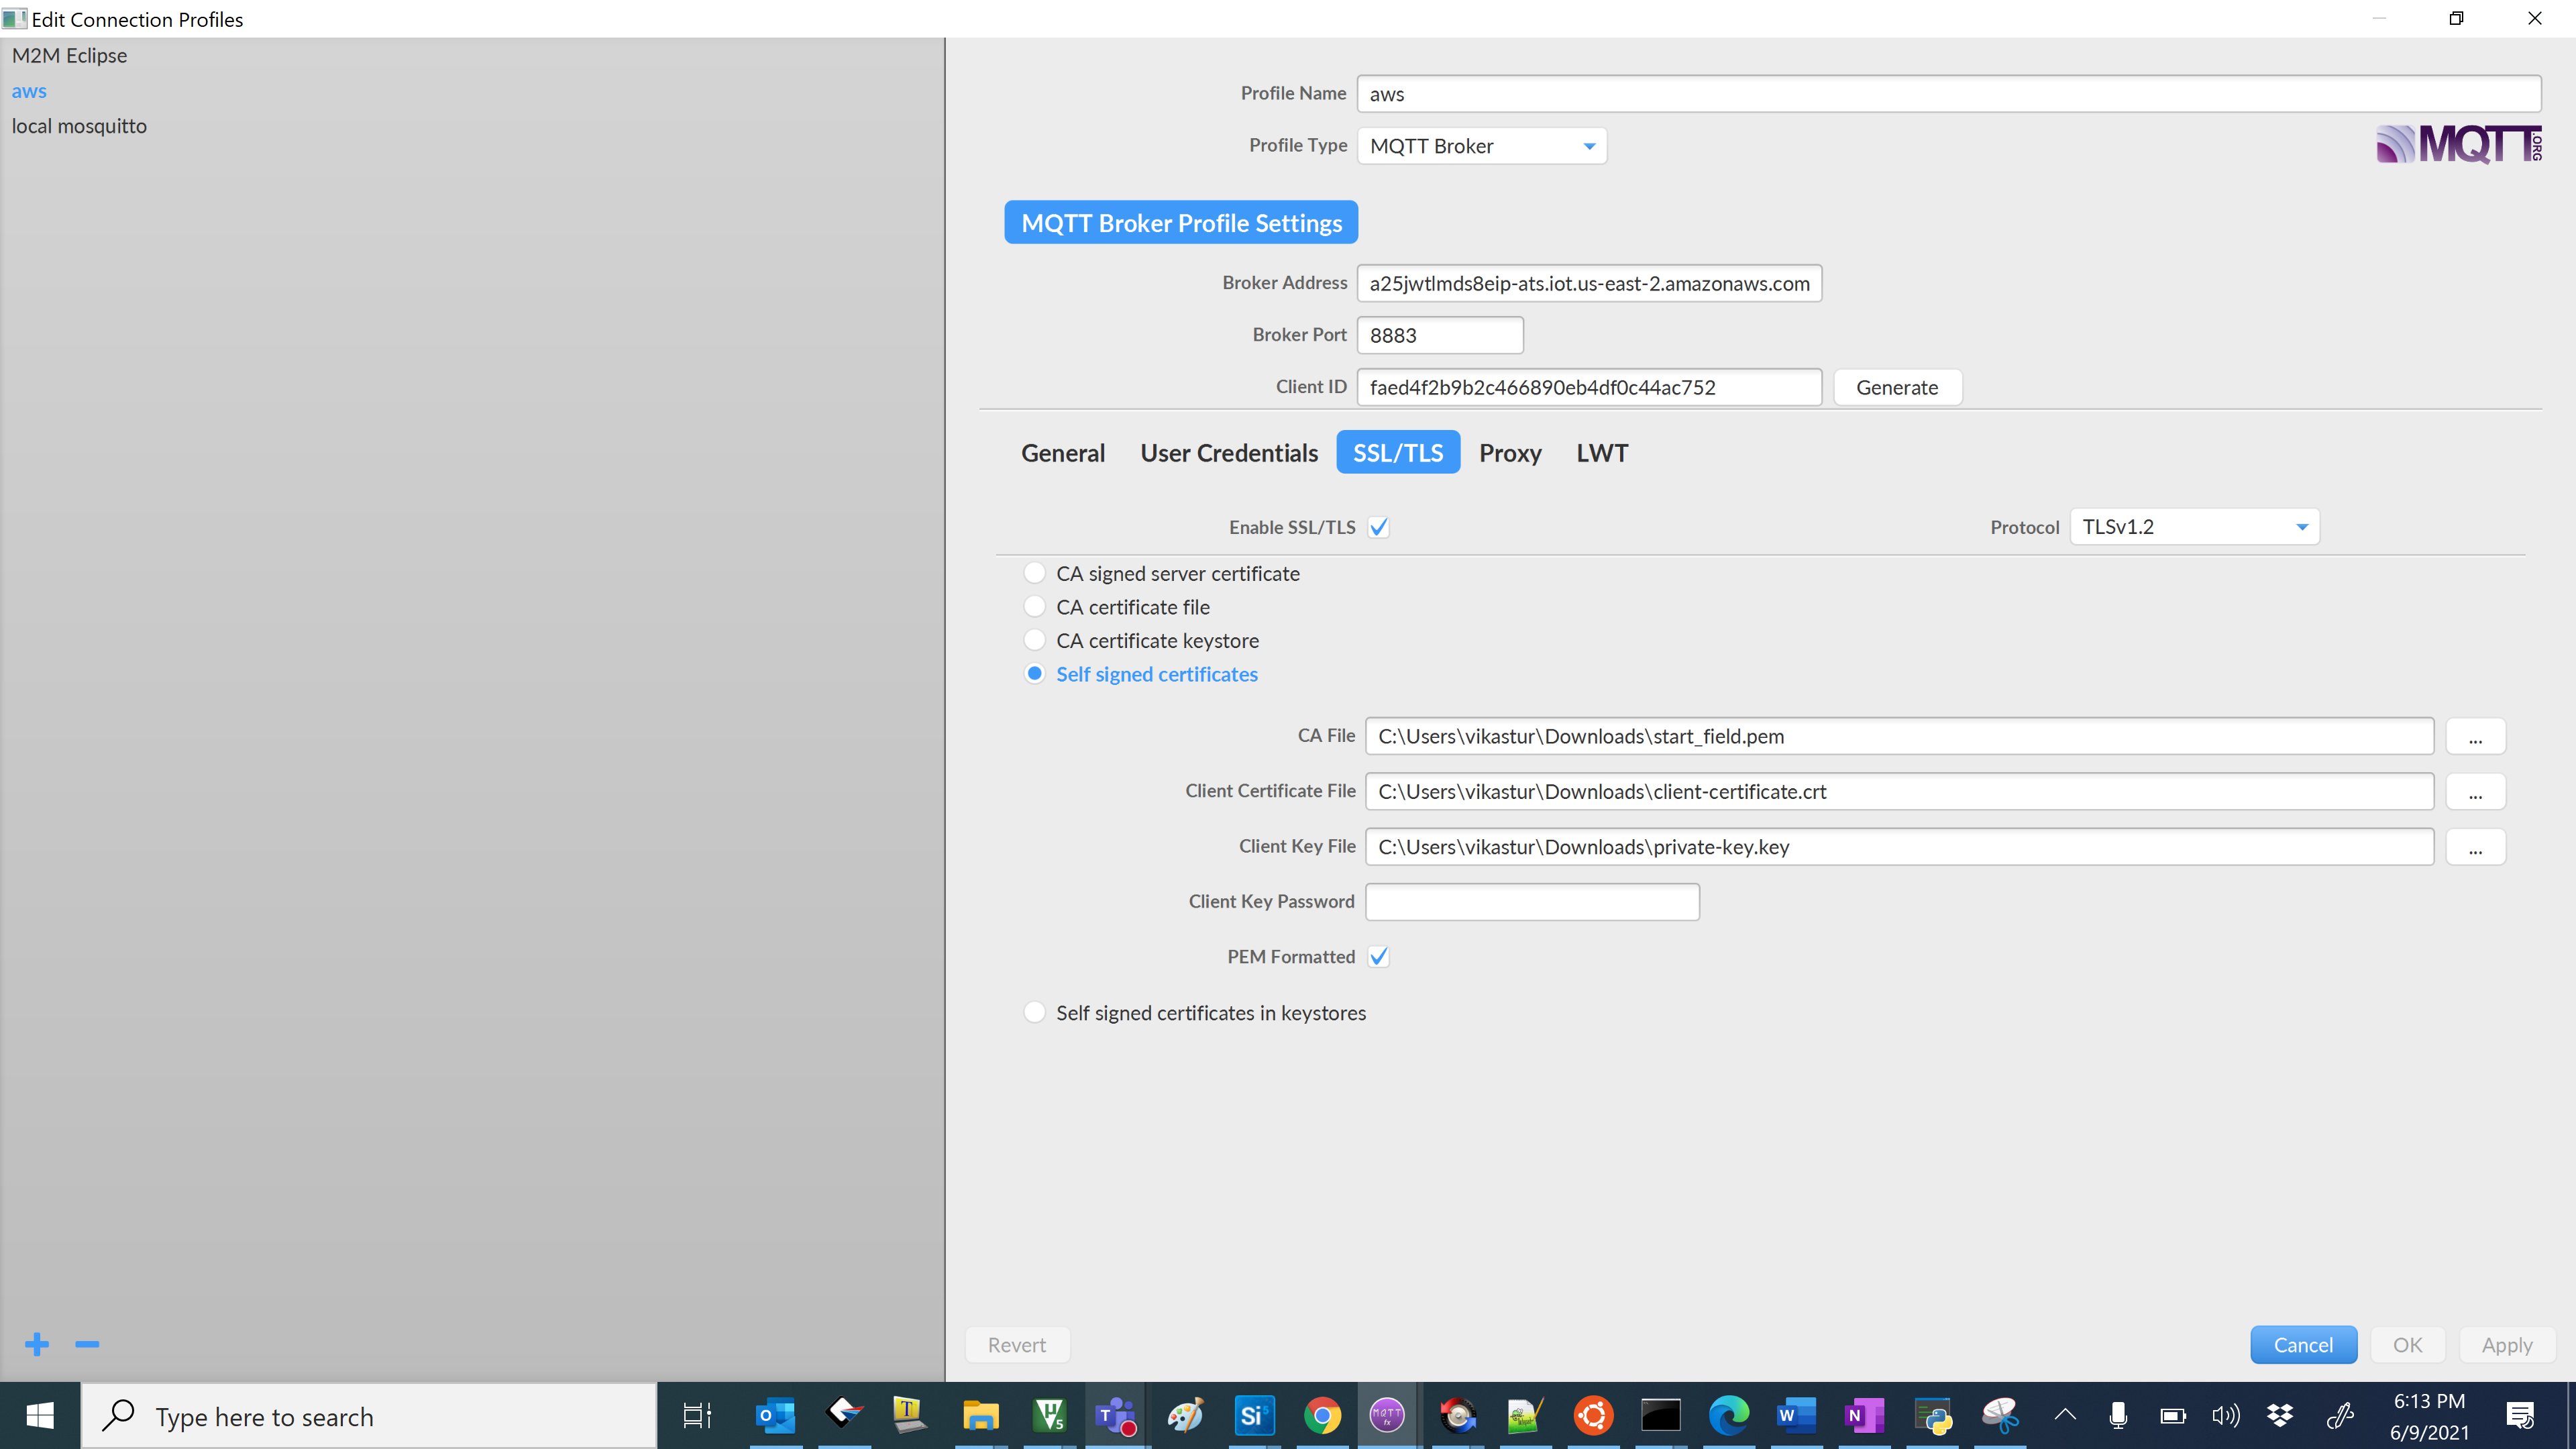 Edit Connection Profiles
M2M Eclipse
aws
local mosquitto
Profile Name aws
Profile Type MQTT Broker
MQTT.ORG
MQTT Broker Profile Settings
Broker Address a25jwtlmds8eip-ats.iot.us-east-2.amazonaws.com
Broker Port 8883
Client ID faed4f2b9b2c466890eb4df0c44ac752 Generate
General User Credentials SSL/TLS Proxy LWT
Enable SSL/TLS Protocol TLSv1.2
CA signed server certificate
CA certificate file
CA certificate keystore
Self signed certificates
CA File C:\Users\vikastur\Downloads\start_field.pem ...
Client Certificate File C:\Users\vikastur\Downloads\client-certificate.crt ...
Client Key File C:\Users\vikastur\Downloads\private-key.key ...
Client Key Password
PEM Formatted
Self signed certificates in keystores
Revert Cancel OK Apply
Type here to search
6:13 PM
6/9/2021